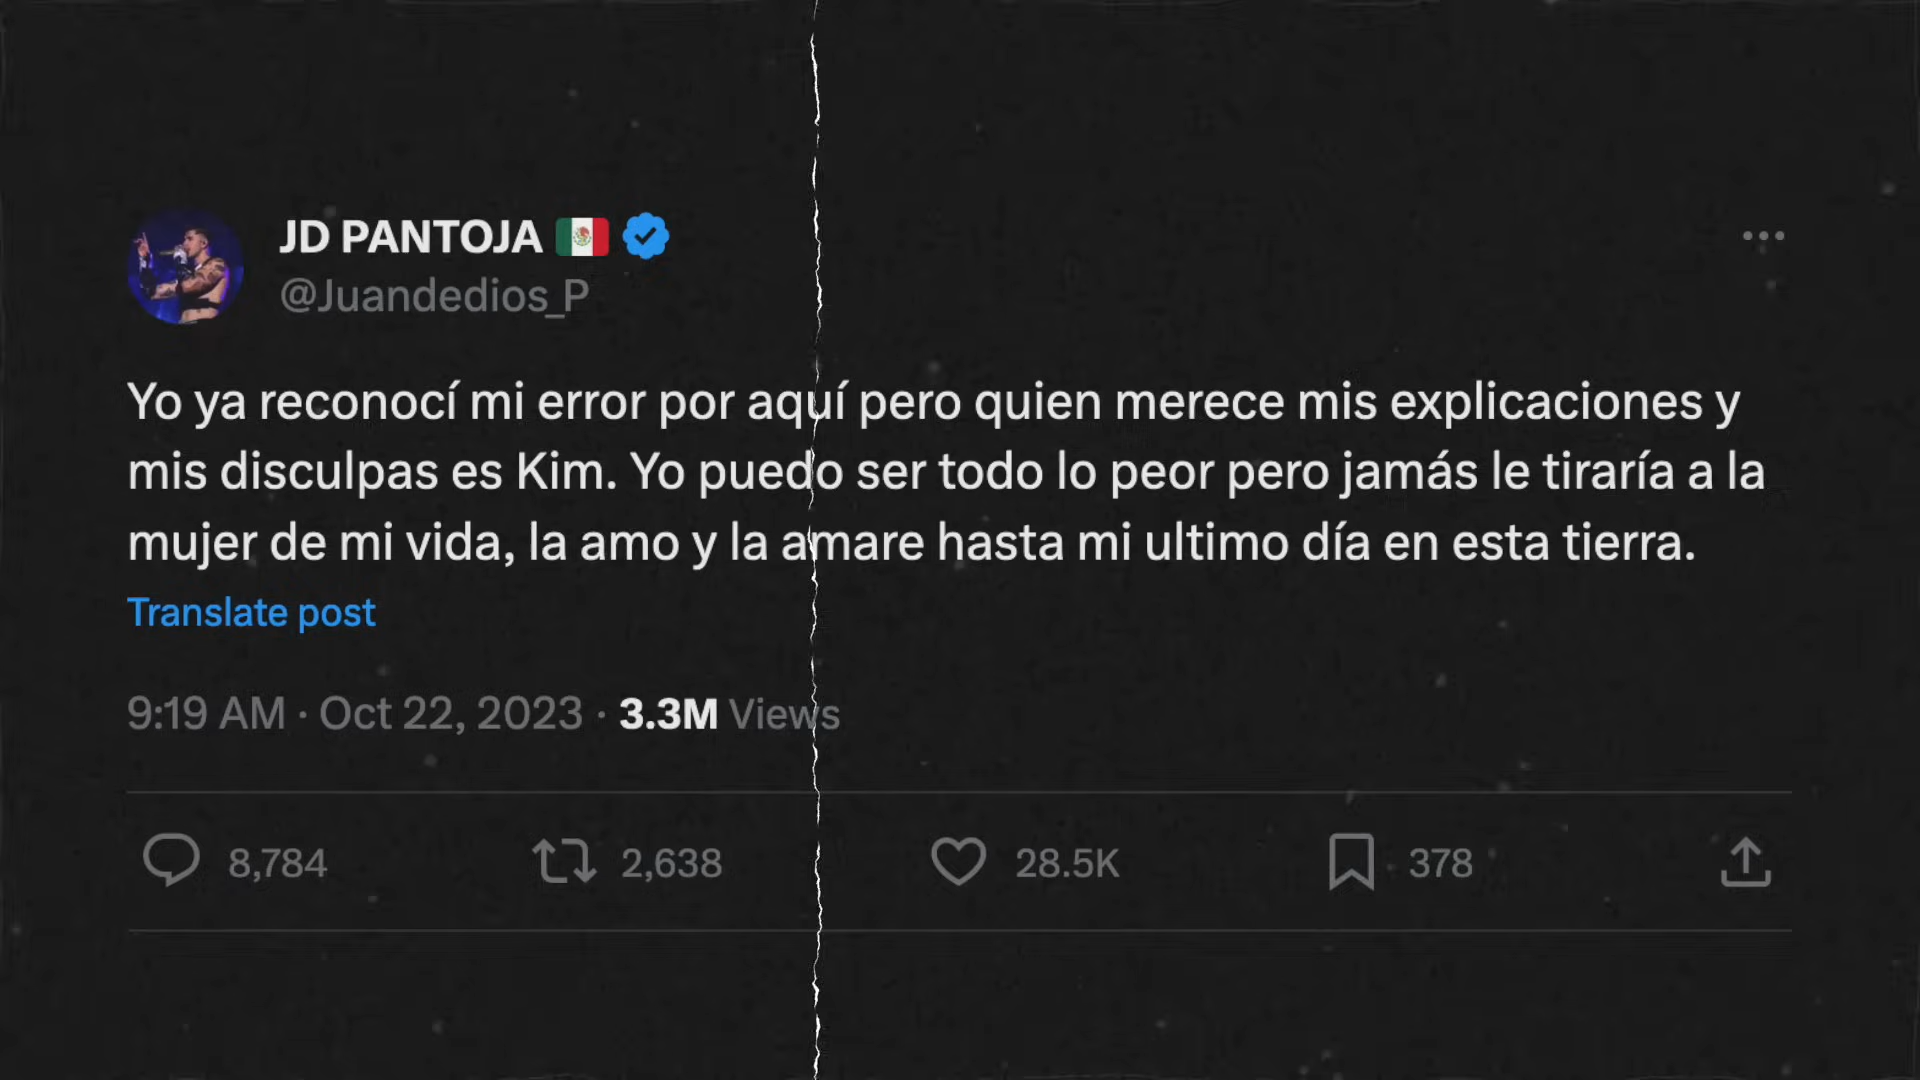 JD PANTOJA 🇲🇽
@Juandedios_P
Yo ya reconocí mi error por aquí pero quien merece mis explicaciones y
mis disculpas es Kim. Yo puedo ser todo lo peor pero jamás le tiraría a la
mujer de mi vida, la amo y la amare hasta mi ultimo día en esta tierra.
Translate post
9:19 AM · Oct 22, 2023 · 3.3M Views
8,784 2,638 28.5K 378